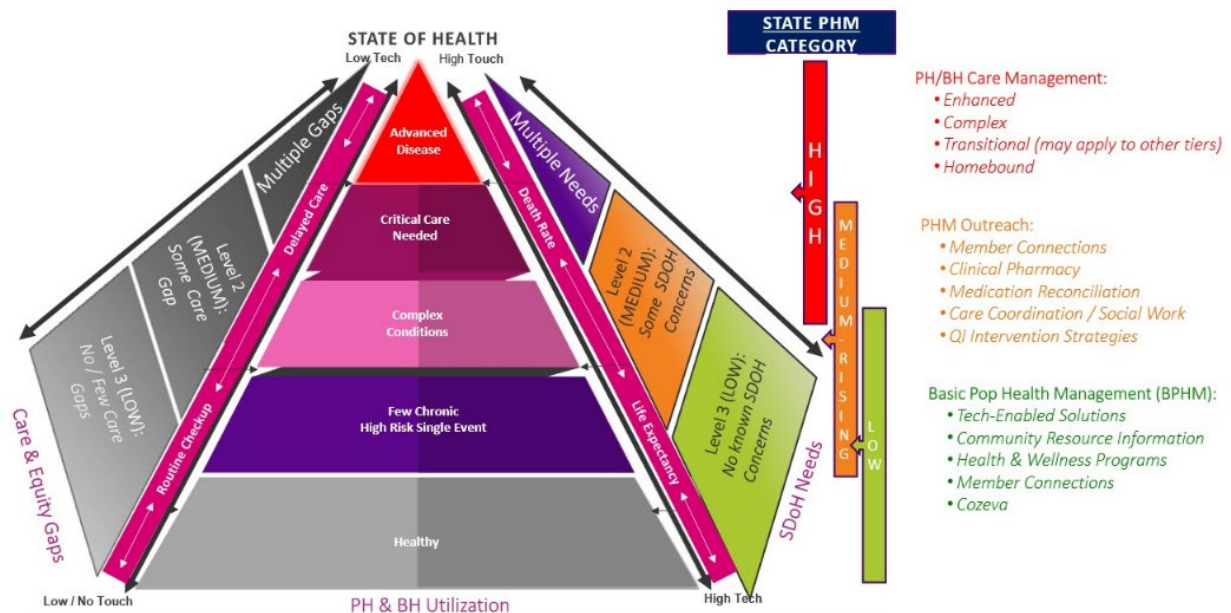 STATE OF HEALTH
Low Tech
High Touch
STATE PHM
CATEGORY
Advanced
Disease
Critical Care
Needed
Complex
Conditions
Few Chronic
High Risk Single Event
Healthy
Multiple Gaps
Level 2
(MEDIUM):
Some Care
Gap
Level 3 (LOW):
No / Few Care
Gaps
Care & Equity Gaps
Delayed Care
Routine Checkup
Death Rate
Life Expectancy
Multiple Needs
Level 2
(MEDIUM):
Some SDOH
Concerns
Level 3 (LOW):
No known SDOH
Concerns
SDoH Needs
Low / No Touch
PH & BH Utilization
High Tech
HIGH
MEDIUM-RISING
LOW
PH/BH Care Management:
• Enhanced
• Complex
• Transitional (may apply to other tiers)
• Homebound
PHM Outreach:
• Member Connections
• Clinical Pharmacy
• Medication Reconciliation
• Care Coordination / Social Work
• QI Intervention Strategies
Basic Pop Health Management (BPHM):
• Tech-Enabled Solutions
• Community Resource Information
• Health & Wellness Programs
• Member Connections
• Cozeva